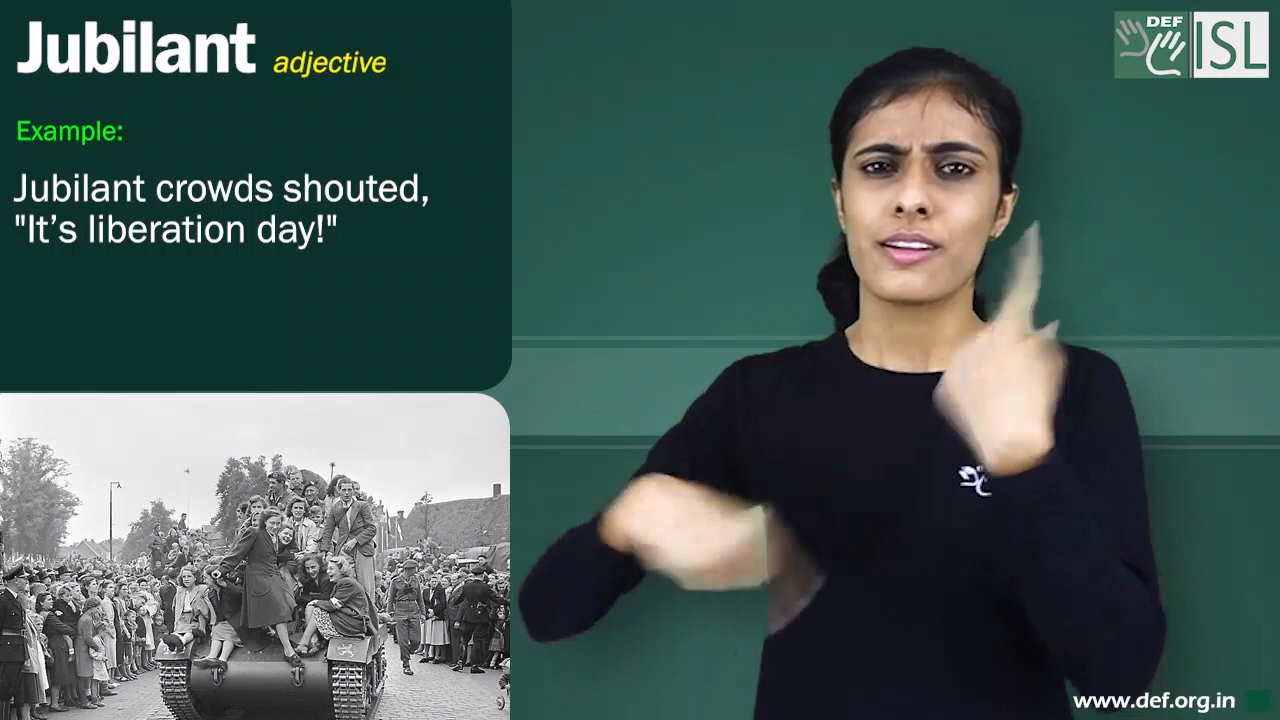 Jubilant adjective
DEF
ISL
Example:
Jubilant crowds shouted,
"It’s liberation day!"
www.def.org.in